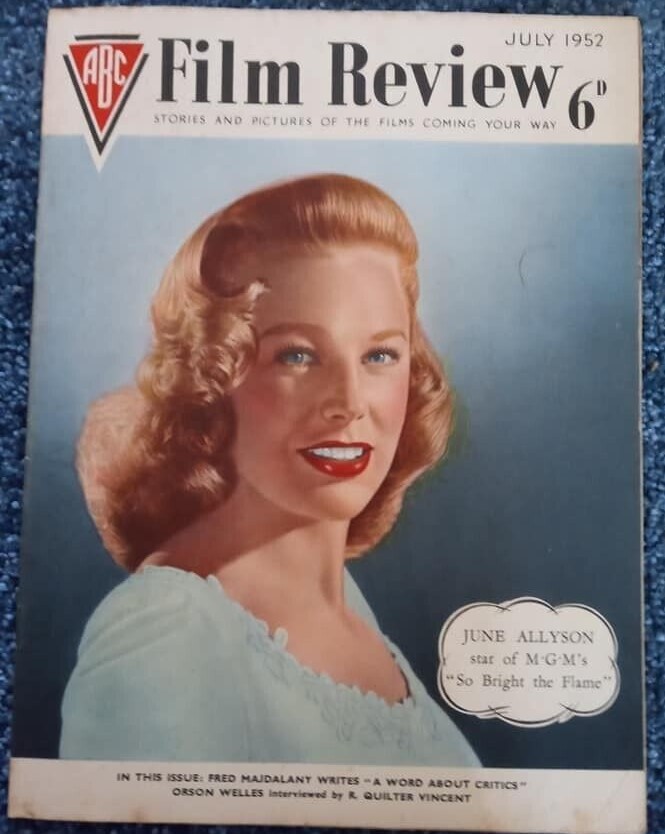 JULY 1952
ABC
Film Review
6D
STORIES AND PICTURES OF THE FILMS COMING YOUR WAY
JUNE ALLYSON
star of M·G·M's
"So Bright the Flame"
IN THIS ISSUE: FRED MAJDALANY WRITES "A WORD ABOUT CRITICS"
ORSON WELLES interviewed by R. QUILTER VINCENT